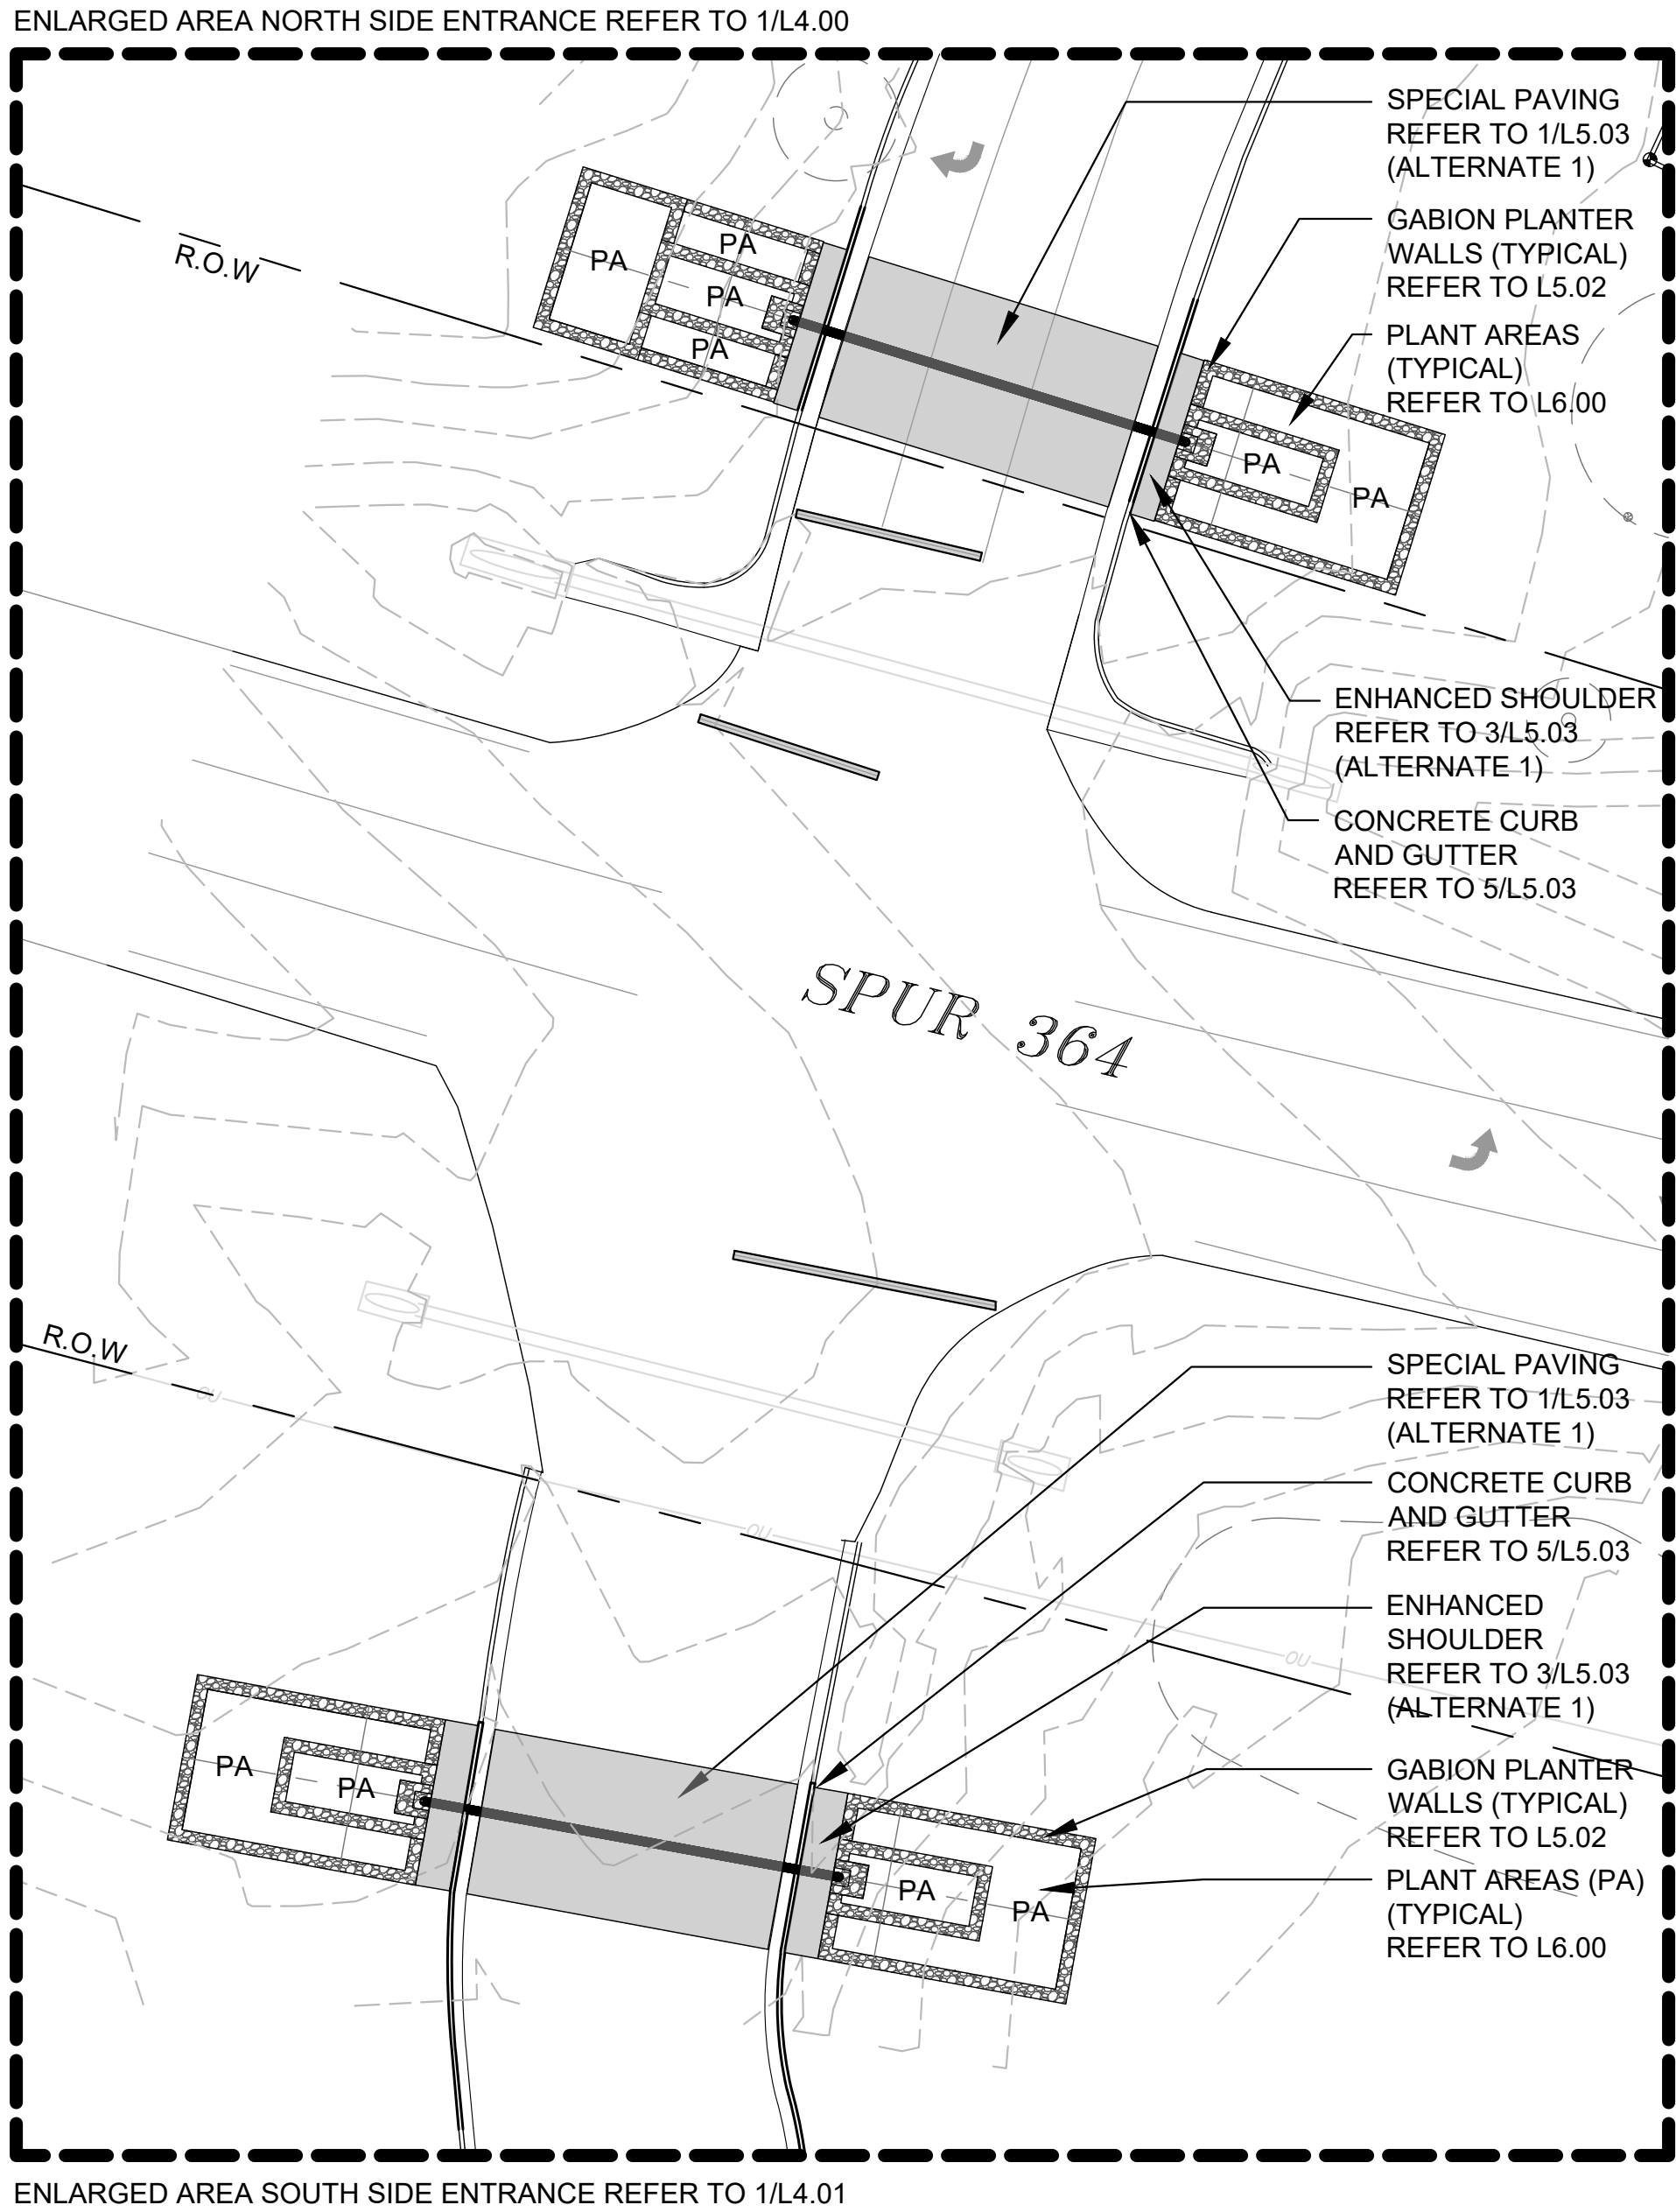 ENLARGED AREA NORTH SIDE ENTRANCE REFER TO 1/L4.00
SPECIAL PAVING
REFER TO 1/L5.03
(ALTERNATE 1)
GABION PLANTER
WALLS (TYPICAL)
REFER TO L5.02
PLANT AREAS
(TYPICAL)
REFER TO L6.00
R.O.W
PA
PA
PA
PA
PA
PA
ENHANCED SHOULDER
REFER TO 3/L5.03
(ALTERNATE 1)
CONCRETE CURB
AND GUTTER
REFER TO 5/L5.03
SPUR 364
R.O.W
OU
OU
OU
SPECIAL PAVING
REFER TO 1/L5.03
(ALTERNATE 1)
CONCRETE CURB
AND GUTTER
REFER TO 5/L5.03
ENHANCED
SHOULDER
REFER TO 3/L5.03
(ALTERNATE 1)
GABION PLANTER
WALLS (TYPICAL)
REFER TO L5.02
PLANT AREAS (PA)
(TYPICAL)
REFER TO L6.00
PA
PA
PA
PA
ENLARGED AREA SOUTH SIDE ENTRANCE REFER TO 1/L4.01